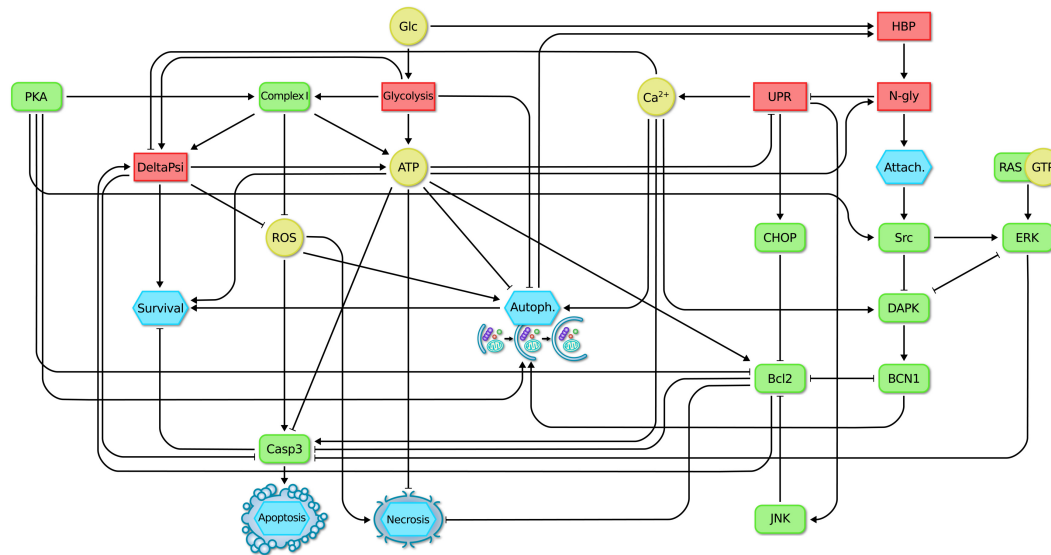 Glc
HBP
PKA
Complex I
Glycolysis
Ca²⁺
UPR
N-gly
DeltaPsi
ATP
Attach.
RAS
GTP
ROS
CHOP
Src
ERK
Survival
Autoph.
DAPK
Bcl2
BCN1
Casp3
Apoptosis
Necrosis
JNK